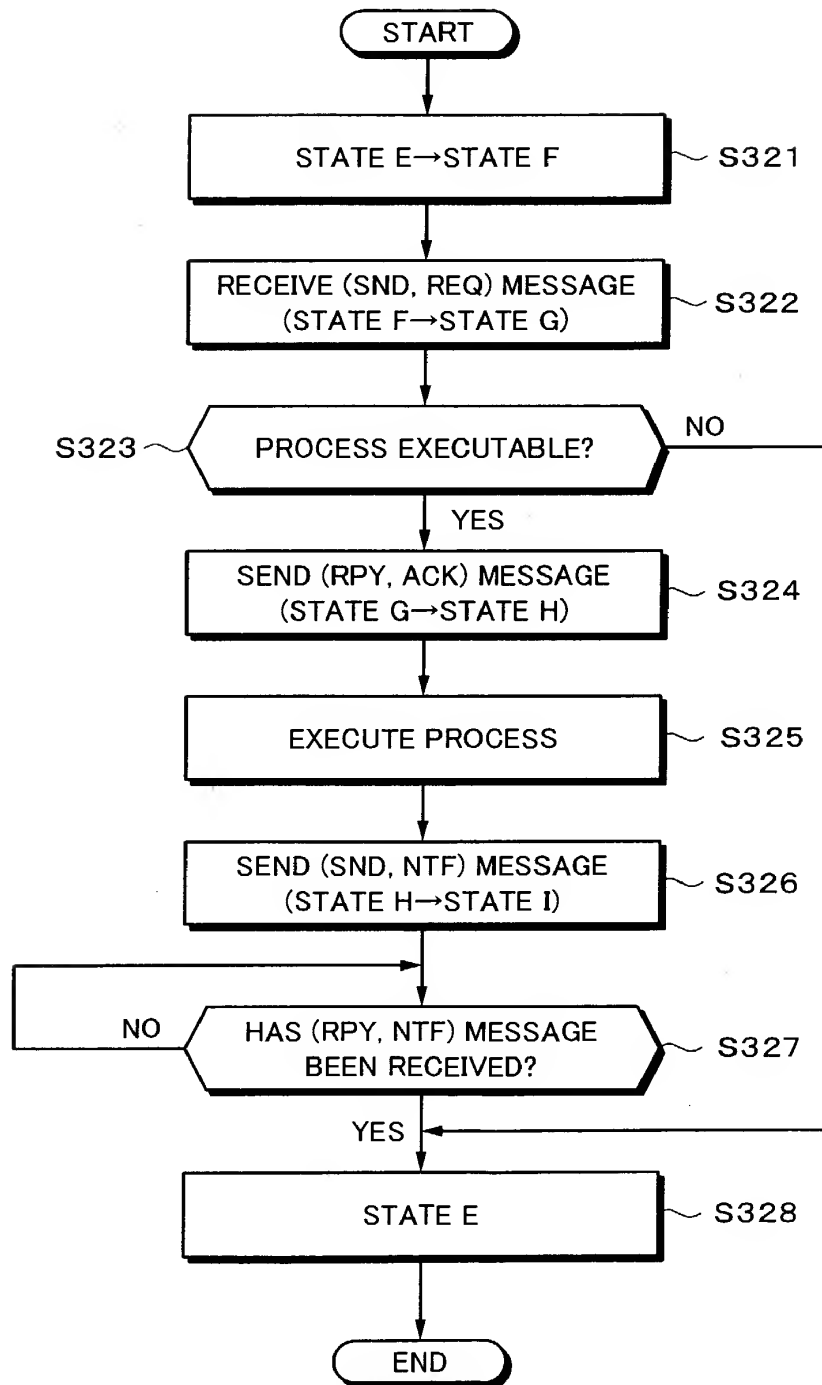 START
STATE E→STATE F
S321
RECEIVE (SND, REQ) MESSAGE
(STATE F→STATE G)
S322
S323
PROCESS EXECUTABLE?
NO
YES
SEND (RPY, ACK) MESSAGE
(STATE G→STATE H)
S324
EXECUTE PROCESS
S325
SEND (SND, NTF) MESSAGE
(STATE H→STATE I)
S326
NO
HAS (RPY, NTF) MESSAGE
BEEN RECEIVED?
S327
YES
STATE E
S328
END